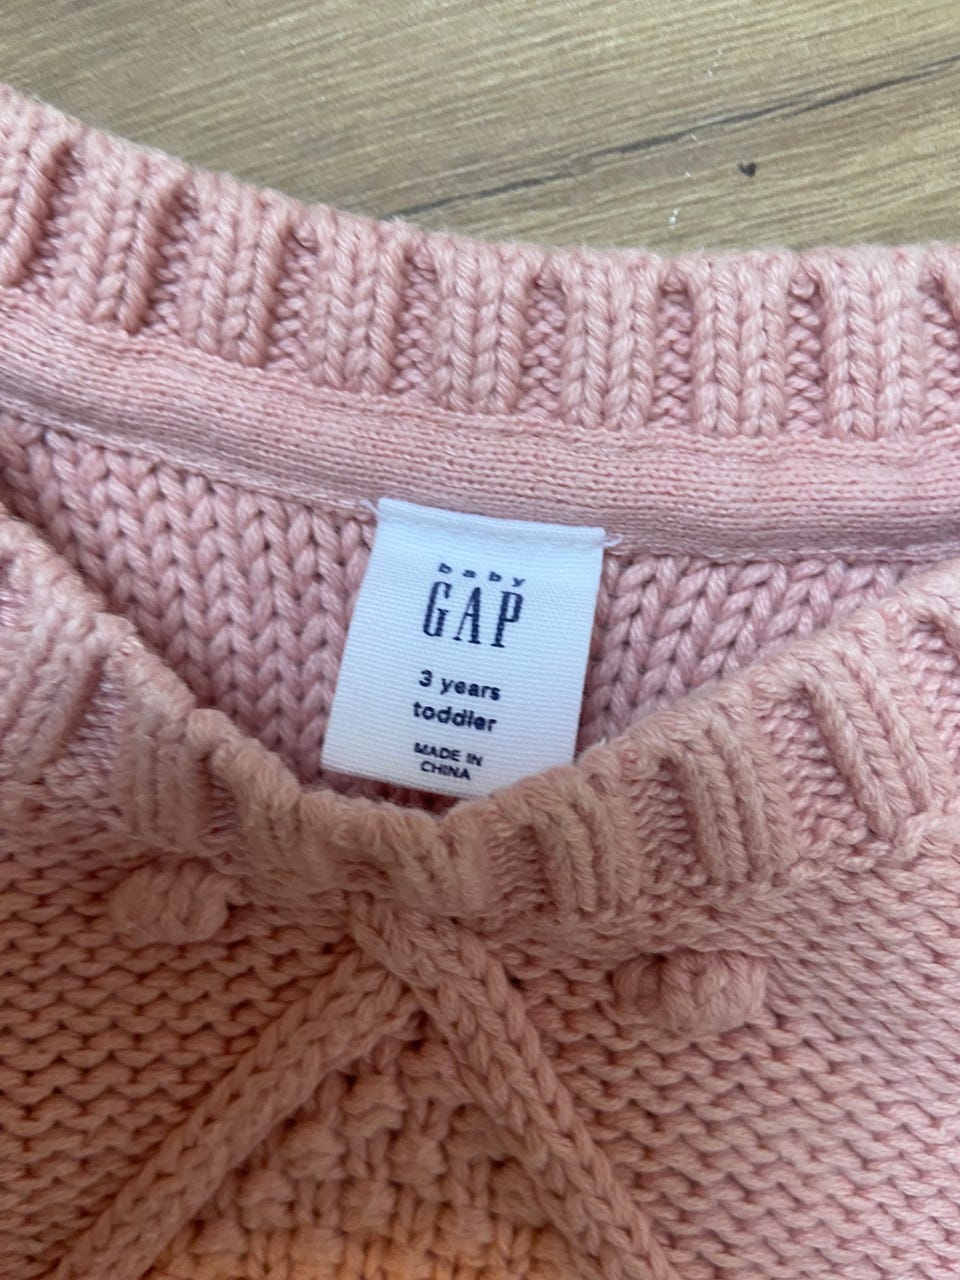 baby
GAP
3 years
toddler
MADE IN
CHINA